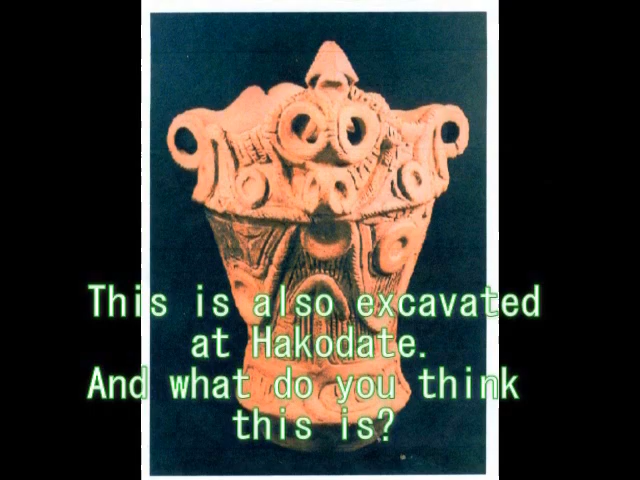 This is also excavated
at Hakodate.
And what do you think
this is?